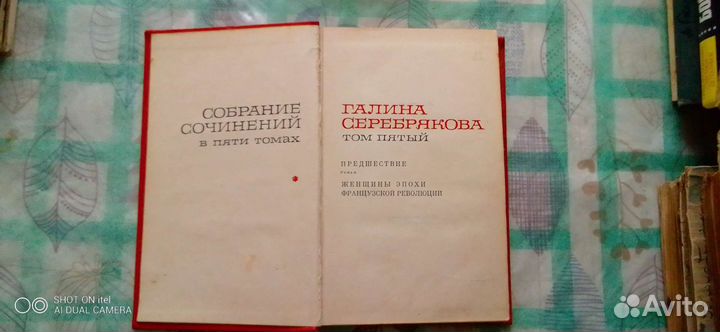 СОБРАНИЕ
СОЧИНЕНИЙ
В ПЯТИ ТОМАХ
ГАЛИНА
СЕРЕБРЯКОВА
ТОМ ПЯТЫЙ
ПРЕДШЕСТВИЕ
Роман
ЖЕНЩИНЫ ЭПОХИ
ФРАНЦУЗСКОЙ РЕВОЛЮЦИИ
SHOT ON itel
AI DUAL CAMERA
Avito